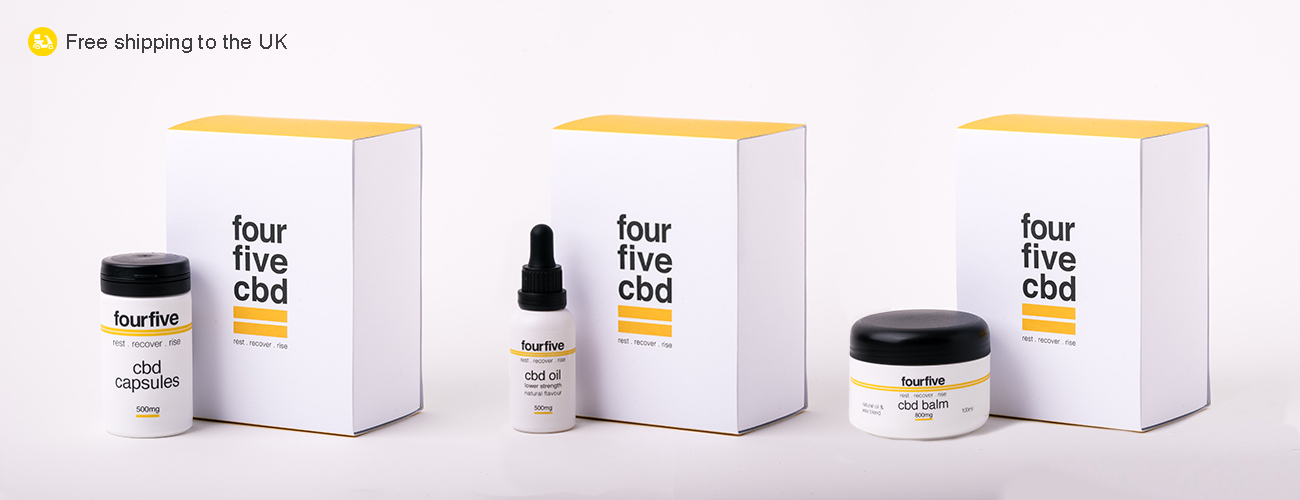 Free shipping to the UK
four
five
cbd
rest . recover . rise
fourfive
rest . recover . rise
cbd
capsules
500mg
four
five
cbd
rest . recover . rise
fourfive
rest . recover . rise
cbd oil
lower strength
natural flavour
500mg
four
five
cbd
rest . recover . rise
fourfive
rest . recover . rise
cbd balm
800mg
natural oil &
wax blend
100ml